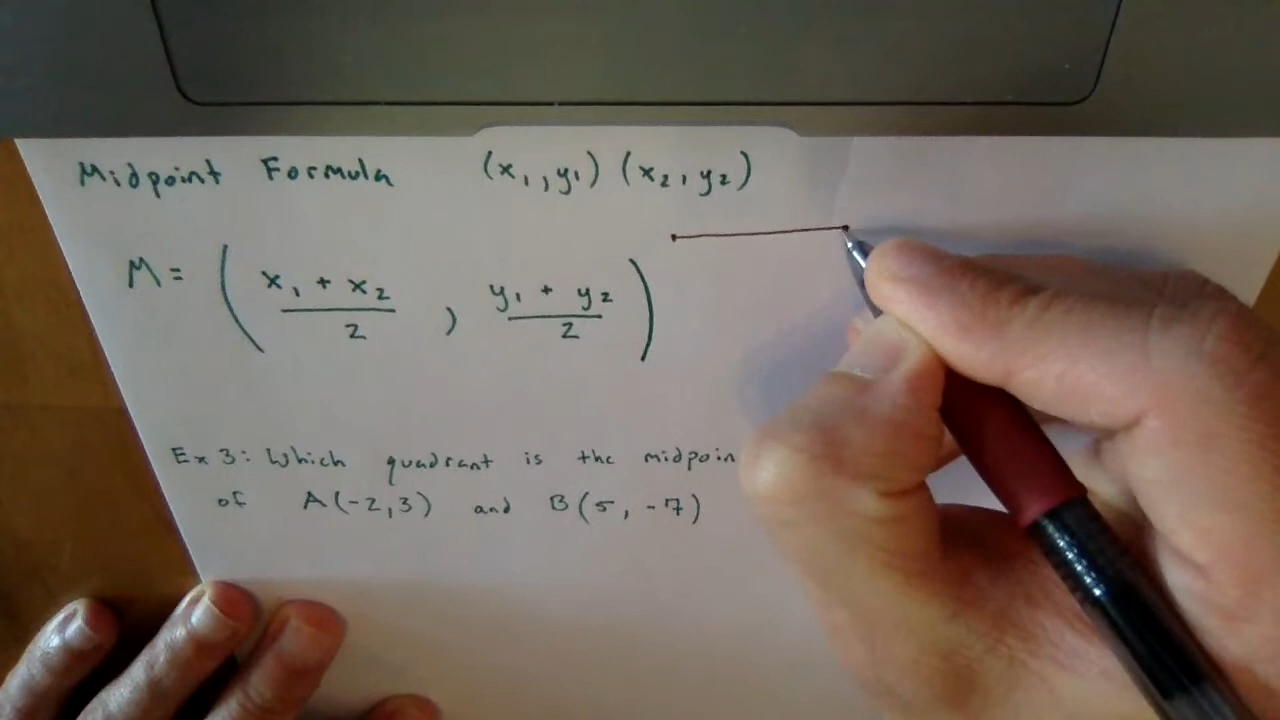 Midpoint Formula (x₁,y₁) (x₂,y₂)
M = ( x₁ + x₂ / 2 , y₁ + y₂ / 2 )
Ex 3: Which quadrant is the midpoin
of A(-2,3) and B(5, -7)